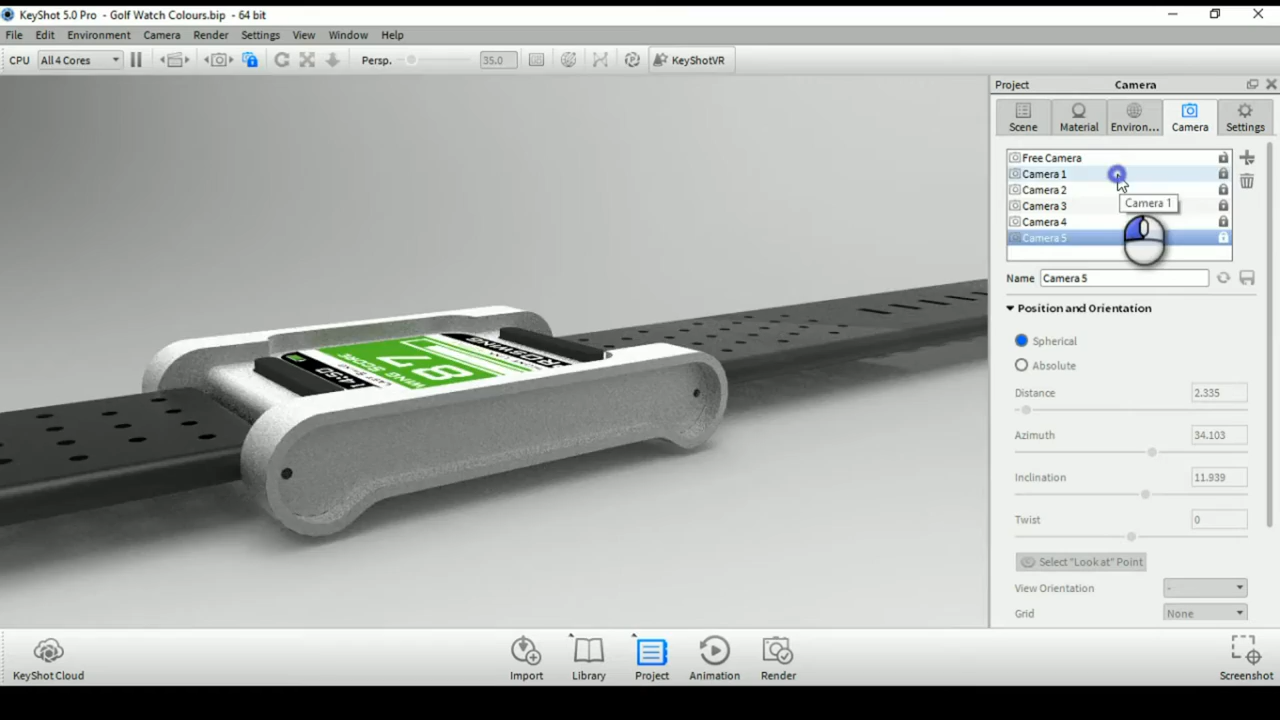 KeyShot 5.0 Pro - Golf Watch Colours.bip - 64 bit
File Edit Environment Camera Render Settings View Window Help
CPU All 4 Cores Persp. 35.0 KeyShotVR
Project Camera
Scene Material Environ... Camera Settings
Free Camera
Camera 1
Camera 2
Camera 1
Camera 3
Camera 4
Camera 5
Name Camera 5
Position and Orientation
Spherical
Absolute
Distance 2.335
Azimuth 34.103
Inclination 11.939
Twist 0
Select "Look at" Point
View Orientation -
Grid None
87
KeyShot Cloud Import Library Project Animation Render Screenshot